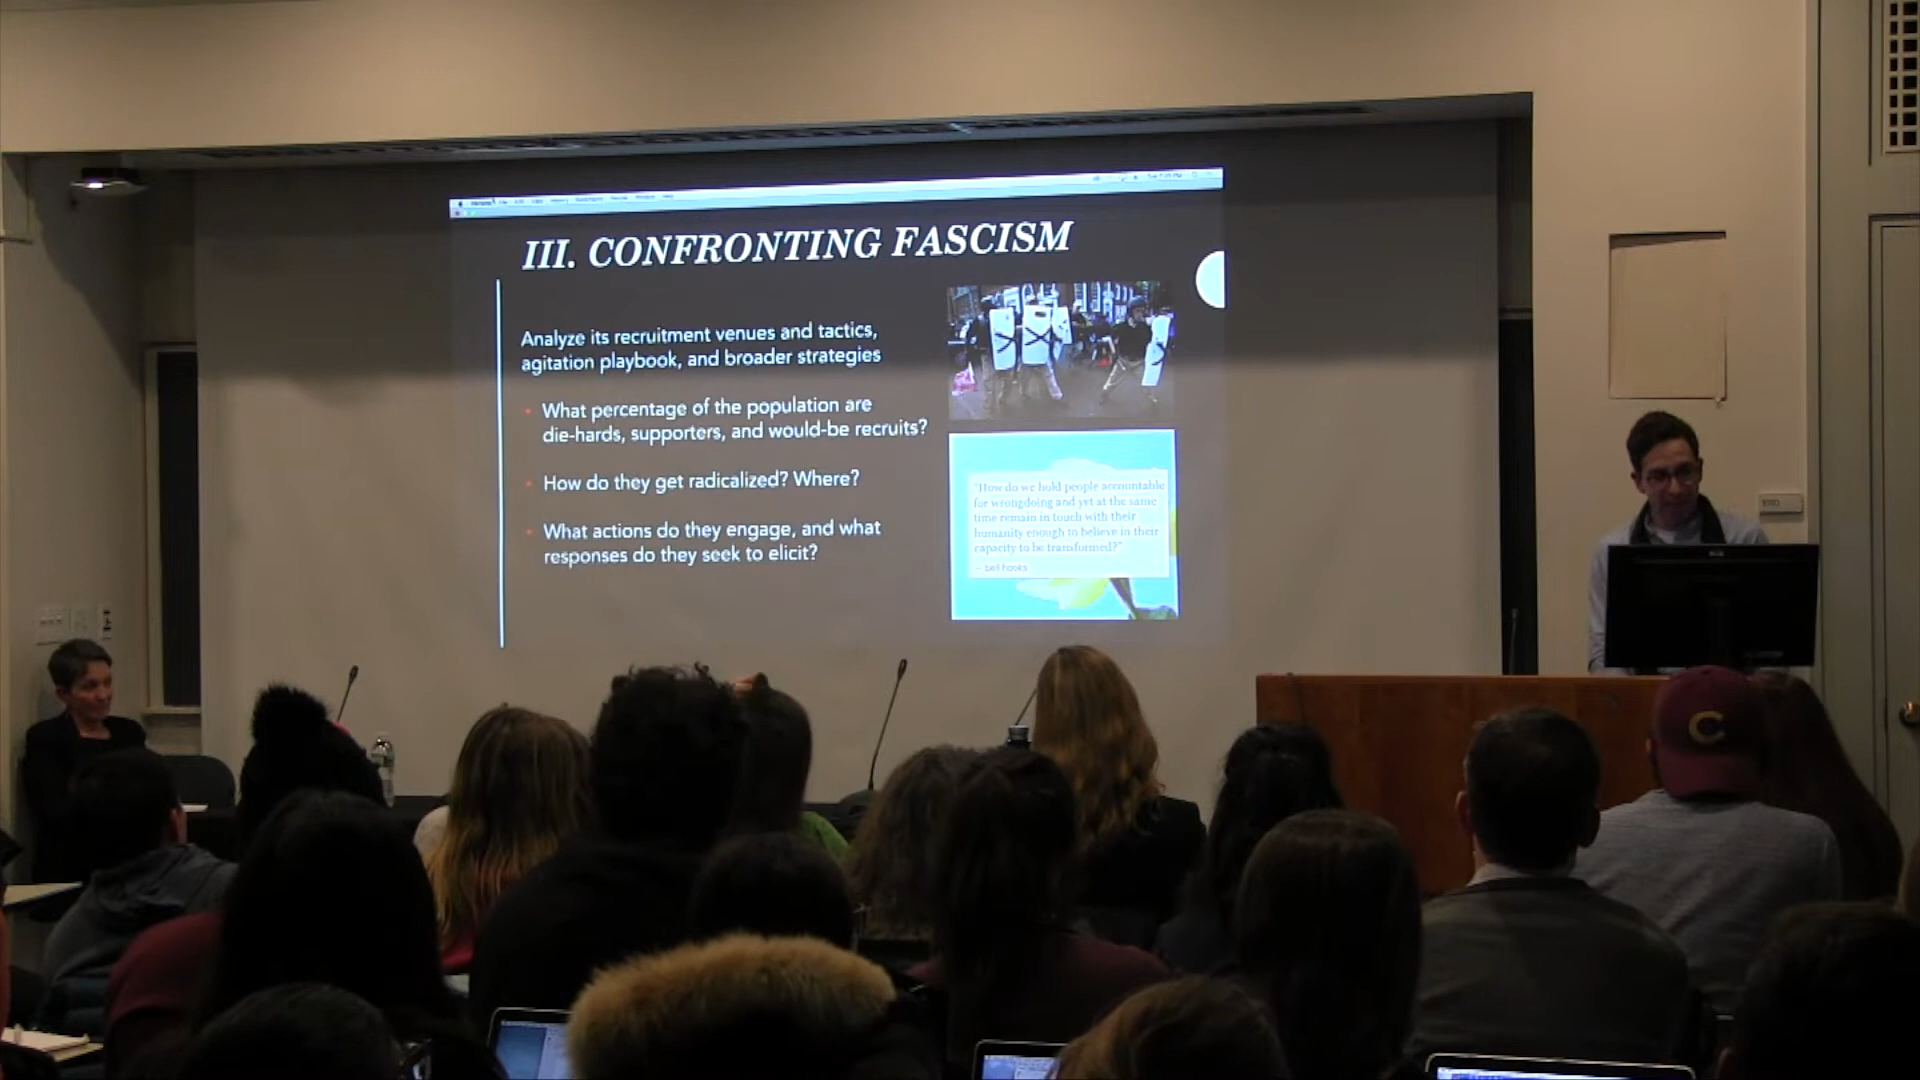 III. CONFRONTING FASCISM
Analyze its recruitment venues and tactics,
agitation playbook, and broader strategies
What percentage of the population are
die-hards, supporters, and would-be recruits?
How do they get radicalized? Where?
What actions do they engage, and what
responses do they seek to elicit?
"How do we hold people accountable
for wrongdoing and yet at the same
time remain in touch with their
humanity enough to believe in their
capacity to be transformed?"
— bell hooks
C